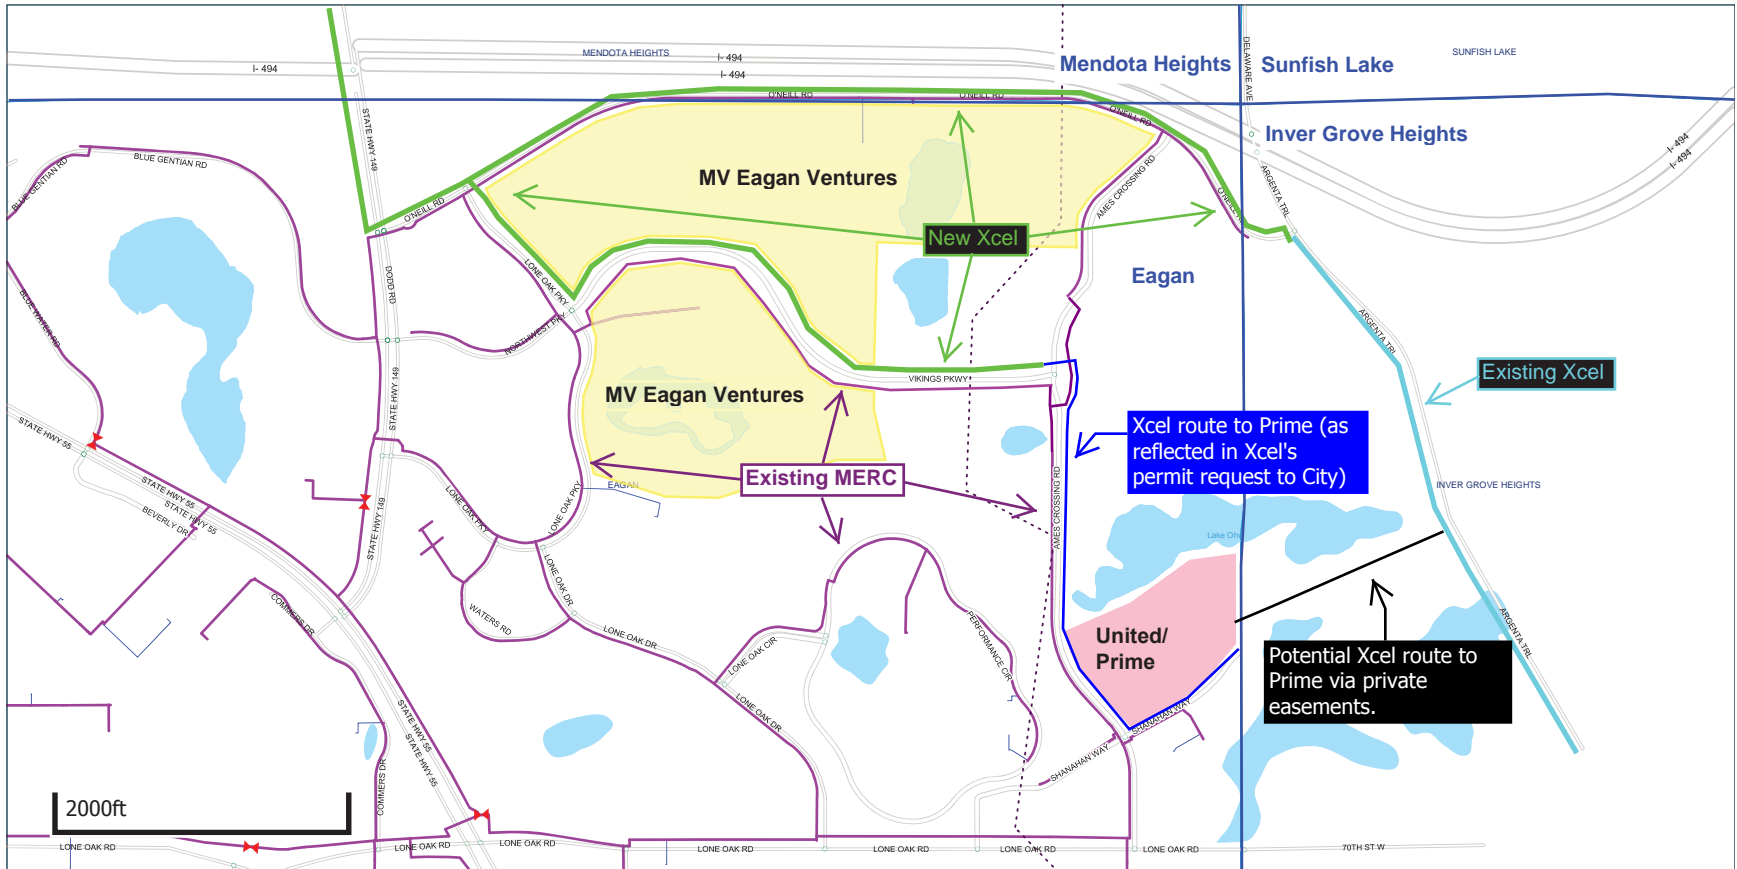 MENDOTA HEIGHTS
I- 494
I- 494
I- 494
Mendota Heights
DELAWARE AVE
Sunfish Lake
SUNFISH LAKE
O'NEILL RD
O'NEILL RD
O'NEILL RD
Inver Grove Heights
I- 494
I- 494
STATE HWY 149
BLUE GENTIAN RD
BLUE GENTIAN RD
MV Eagan Ventures
AMES CROSSING RD
ARGENTA TRL
O'NEILL RD
O'NEILL RD
New Xcel
Eagan
LONE OAK PKY
DODD RD
BLUE WATER RD
NORTHWEST PKY
ARGENTA TRL
VIKINGS PKWY
Existing Xcel
STATE HWY 149
MV Eagan Ventures
Xcel route to Prime (as
reflected in Xcel's
permit request to City)
STATE HWY 55
Existing MERC
EAGAN
INVER GROVE HEIGHTS
STATE HWY 55
STATE HWY 55
BEVERLY DR
LONE OAK PKY
LONE OAK PKY
STATE HWY 149
AMES CROSSING RD
LONE OAK DR
COMMERS DR
WATERS RD
LONE OAK DR
LONE OAK CIR
PERFORMANCE CIR
United/
Prime
ARGENTA TRL
Potential Xcel route to
Prime via private
easements.
LONE OAK DR
STATE HWY 55
STATE HWY 55
SHANAHAN WAY
SHANAHAN WAY
COMMERS DR
2000ft
LONE OAK RD
LONE OAK RD
LONE OAK RD
LONE OAK RD
LONE OAK RD
LONE OAK RD
LONE OAK RD
70TH ST W